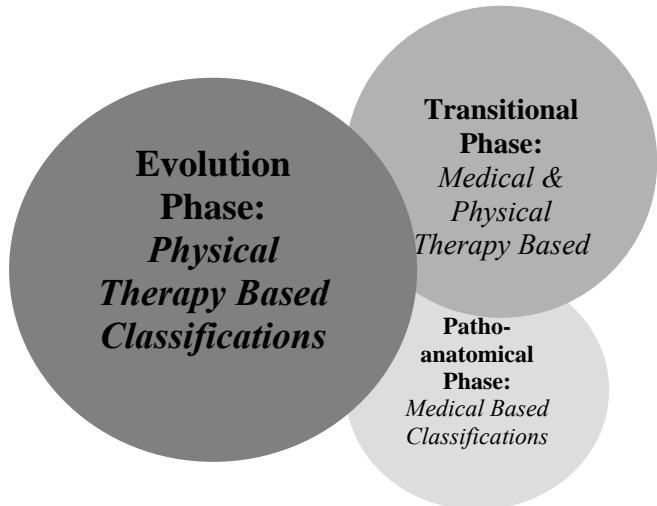 Evolution
Phase:
Physical
Therapy Based
Classifications
Transitional
Phase:
Medical &
Physical
Therapy Based
Patho-
anatomical
Phase:
Medical Based
Classifications